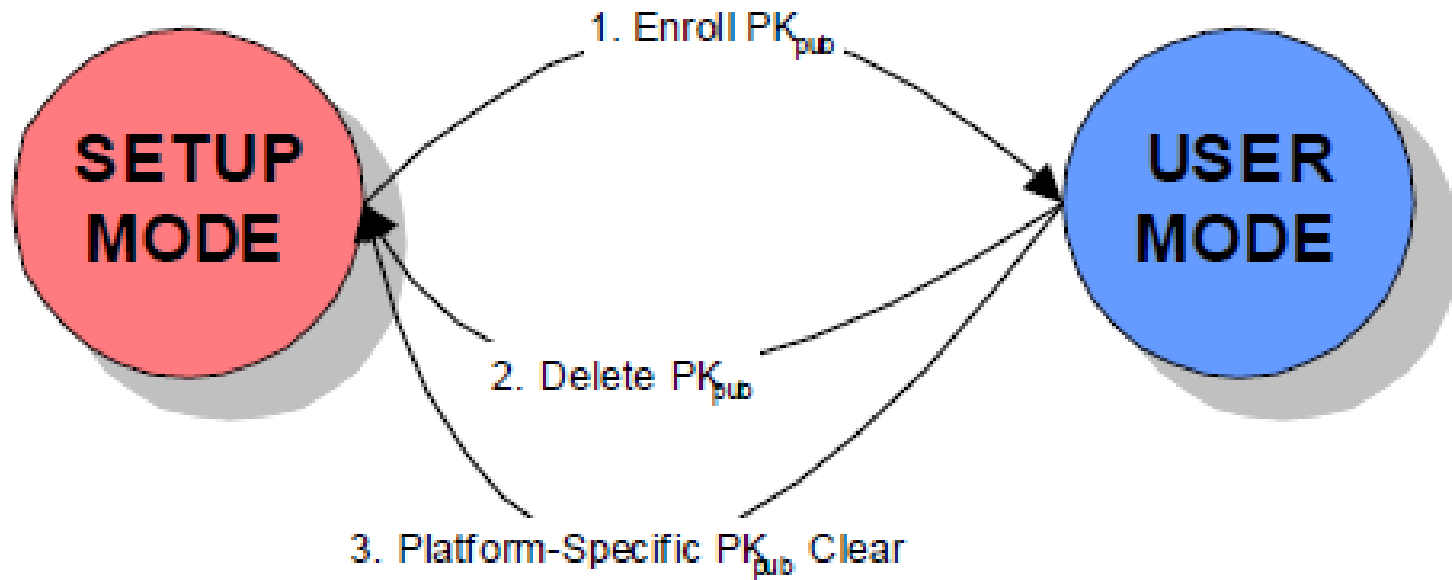 1. Enroll PKpub
SETUP
MODE
USER
MODE
2. Delete PKpub
3. Platform-Specific PKpub Clear